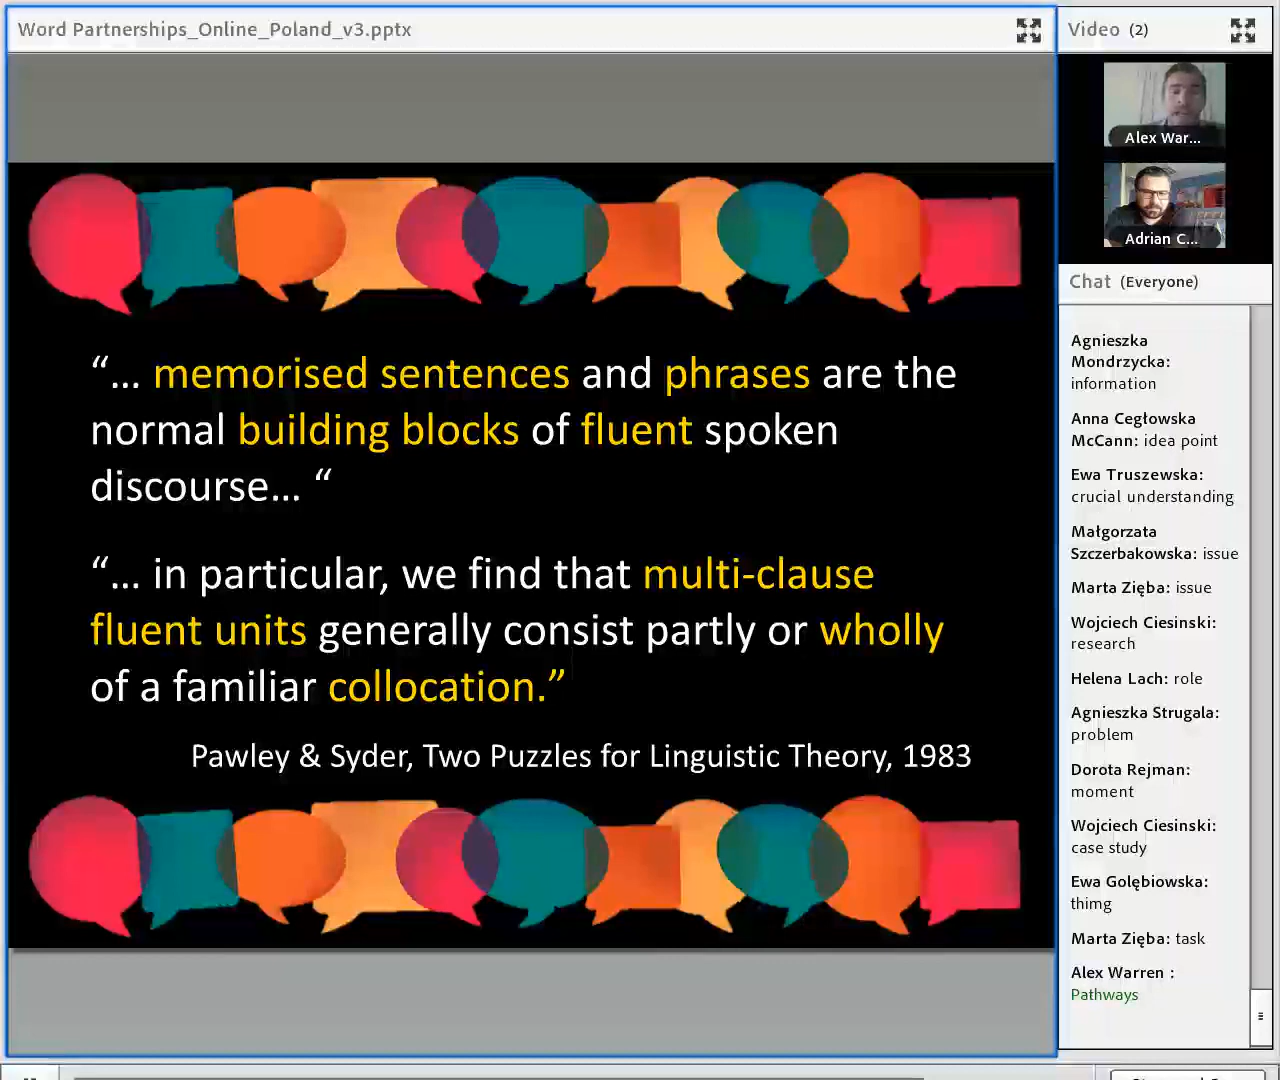 Word Partnerships_Online_Poland_v3.pptx
“... memorised sentences and phrases are the
normal building blocks of fluent spoken
discourse... “
“... in particular, we find that multi-clause
fluent units generally consist partly or wholly
of a familiar collocation.”
Pawley & Syder, Two Puzzles for Linguistic Theory, 1983
Video (2)
Alex War...
Adrian C...
Chat (Everyone)
Agnieszka
Mondrzycka:
information
Anna Cegłowska
McCann: idea point
Ewa Truszewska:
crucial understanding
Małgorzata
Szczerbakowska: issue
Marta Zięba: issue
Wojciech Ciesinski:
research
Helena Lach: role
Agnieszka Strugala:
problem
Dorota Rejman:
moment
Wojciech Ciesinski:
case study
Ewa Golębiowska:
thimg
Marta Zięba: task
Alex Warren :
Pathways